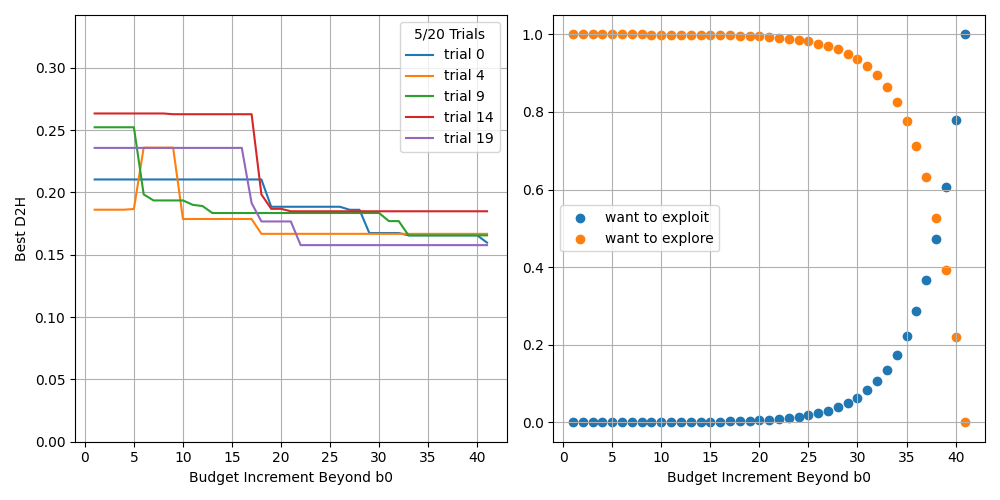 5/20 Trials
trial 0
trial 4
trial 9
trial 14
trial 19
0.30
0.25
0.20
0.15
0.10
0.05
0.00
Best D2H
0 5 10 15 20 25 30 35 40
Budget Increment Beyond b0
1.0
0.8
0.6
0.4
0.2
0.0
want to exploit
want to explore
0 5 10 15 20 25 30 35 40
Budget Increment Beyond b0